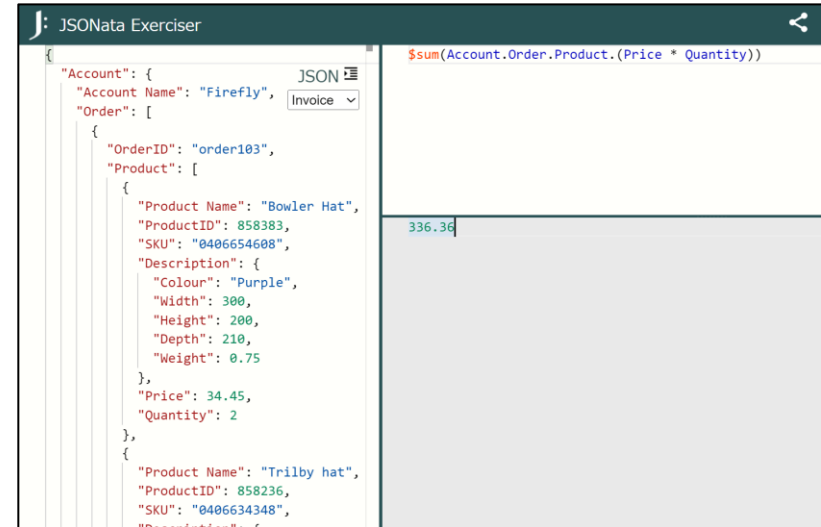 JSONata Exerciser
{
"Account": {
JSON
"Account Name": "Firefly",
Invoice
"Order": [
{
"OrderID": "order103",
"Product": [
{
"Product Name": "Bowler Hat",
"ProductID": 858383,
"SKU": "0406654608",
"Description": {
"Colour": "Purple",
"Width": 300,
"Height": 200,
"Depth": 210,
"Weight": 0.75
},
"Price": 34.45,
"Quantity": 2
},
{
"Product Name": "Trilby hat",
"ProductID": 858236,
"SKU": "0406634348",
"Description": {
$sum(Account.Order.Product.(Price * Quantity))
336.36